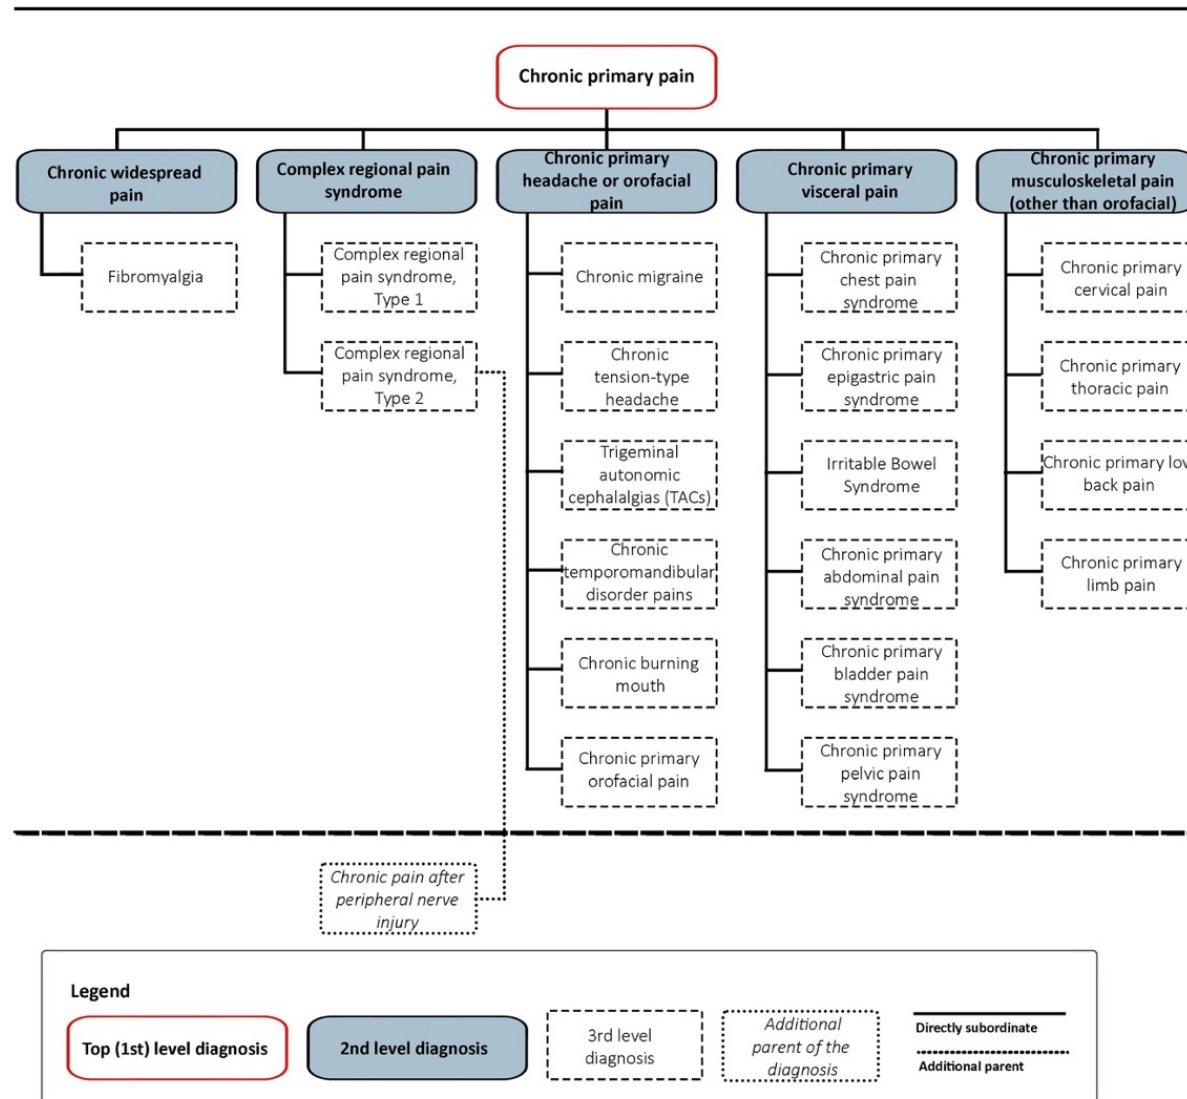 Chronic primary pain
Chronic widespread
pain
Complex regional pain
syndrome
Chronic primary
headache or orofacial
pain
Chronic primary
visceral pain
Chronic primary
musculoskeletal pain
(other than orofacial)
Fibromyalgia
Complex regional
pain syndrome,
Type 1
Complex regional
pain syndrome,
Type 2
Chronic migraine
Chronic
tension-type
headache
Trigeminal
autonomic
cephalalgias (TACs)
Chronic
temporomandibular
disorder pains
Chronic burning
mouth
Chronic primary
orofacial pain
Chronic primary
chest pain
syndrome
Chronic primary
epigastric pain
syndrome
Irritable Bowel
Syndrome
Chronic primary
abdominal pain
syndrome
Chronic primary
bladder pain
syndrome
Chronic primary
pelvic pain
syndrome
Chronic primary
cervical pain
Chronic primary
thoracic pain
Chronic primary low
back pain
Chronic primary
limb pain
Chronic pain after
peripheral nerve
injury
Legend
Top (1st) level diagnosis
2nd level diagnosis
3rd level
diagnosis
Additional
parent of the
diagnosis
Directly subordinate
Additional parent